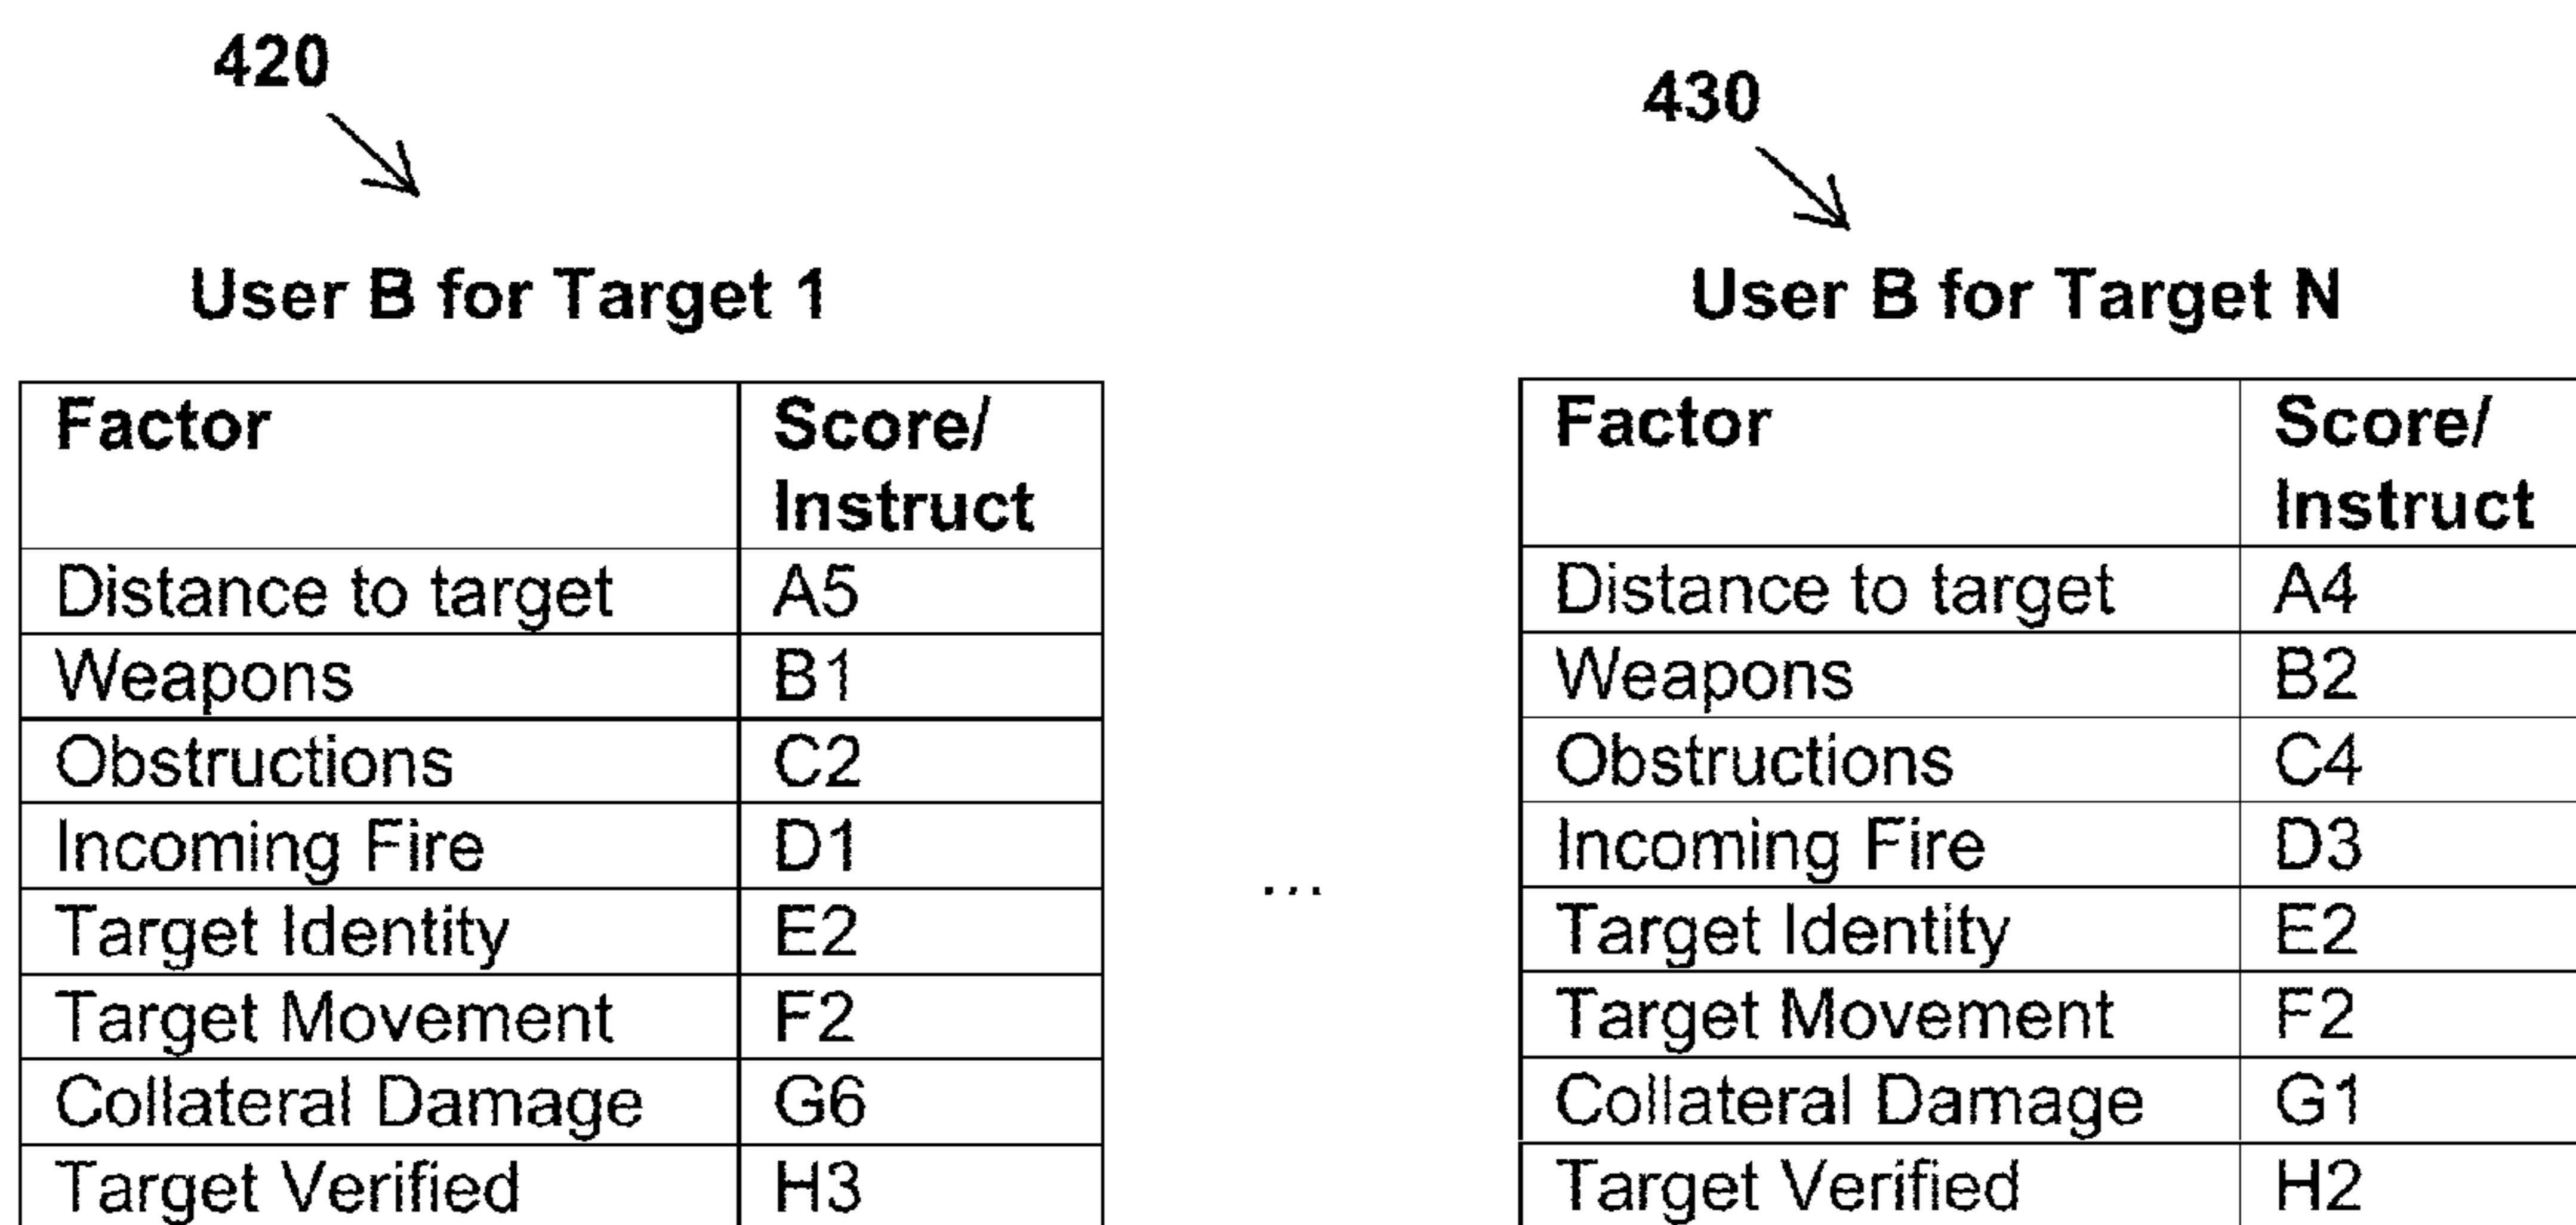 420
User B for Target 1
Factor Score/
Instruct
Distance to target A5
Weapons B1
Obstructions C2
Incoming Fire D1
Target Identity E2
Target Movement F2
Collateral Damage G6
Target Verified H3
...
430
User B for Target N
Factor Score/
Instruct
Distance to target A4
Weapons B2
Obstructions C4
Incoming Fire D3
Target Identity E2
Target Movement F2
Collateral Damage G1
Target Verified H2